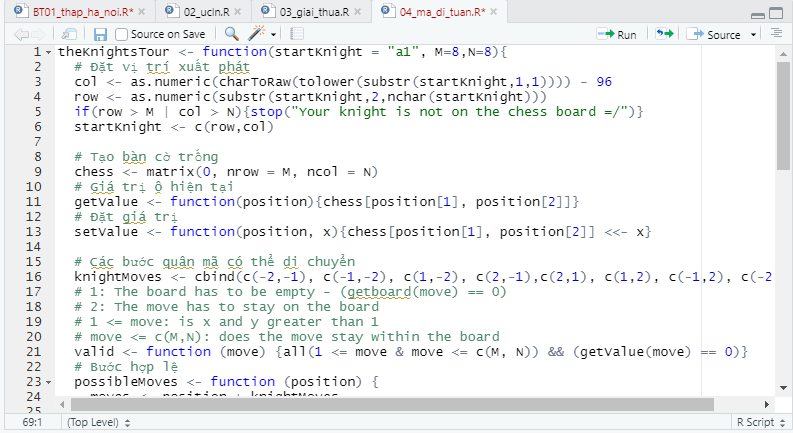 BT01_thap_ha_noi.R* × 02_ucln.R × 03_giai_thua.R × 04_ma_di_tuan.R* ×
Source on Save Run Source
1 theKnightsTour <- function(startKnight = "a1", M=8,N=8){
2 # Đặt vị trí xuất phát
3 col <- as.numeric(charToRaw(tolower(substr(startKnight,1,1)))) - 96
4 row <- as.numeric(substr(startKnight,2,nchar(startKnight)))
5 if(row > M | col > N){stop("Your knight is not on the chess board =/")}
6 startKnight <- c(row,col)
7
8 # Tạo bàn cờ trống
9 chess <- matrix(0, nrow = M, ncol = N)
10 # Giá trị ô hiện tại
11 getValue <- function(position){chess[position[1], position[2]]}
12 # Đặt giá trị
13 setValue <- function(position, x){chess[position[1], position[2]] <<- x}
14
15 # Các bước quân mã có thể di chuyển
16 knightMoves <- cbind(c(-2,-1), c(-1,-2), c(1,-2), c(2,-1),c(2,1), c(1,2), c(-1,2), c(-2
17 # 1: The board has to be empty - (getboard(move) == 0)
18 # 2: The move has to stay on the board
19 # 1 <= move: is x and y greater than 1
20 # move <= c(M,N): does the move stay within the board
21 valid <- function (move) {all(1 <= move & move <= c(M, N)) && (getValue(move) == 0)}
22 # Bước hợp lệ
23 possibleMoves <- function (position) {
24 moves <- position + knightMoves
25
69:1 (Top Level) R Script